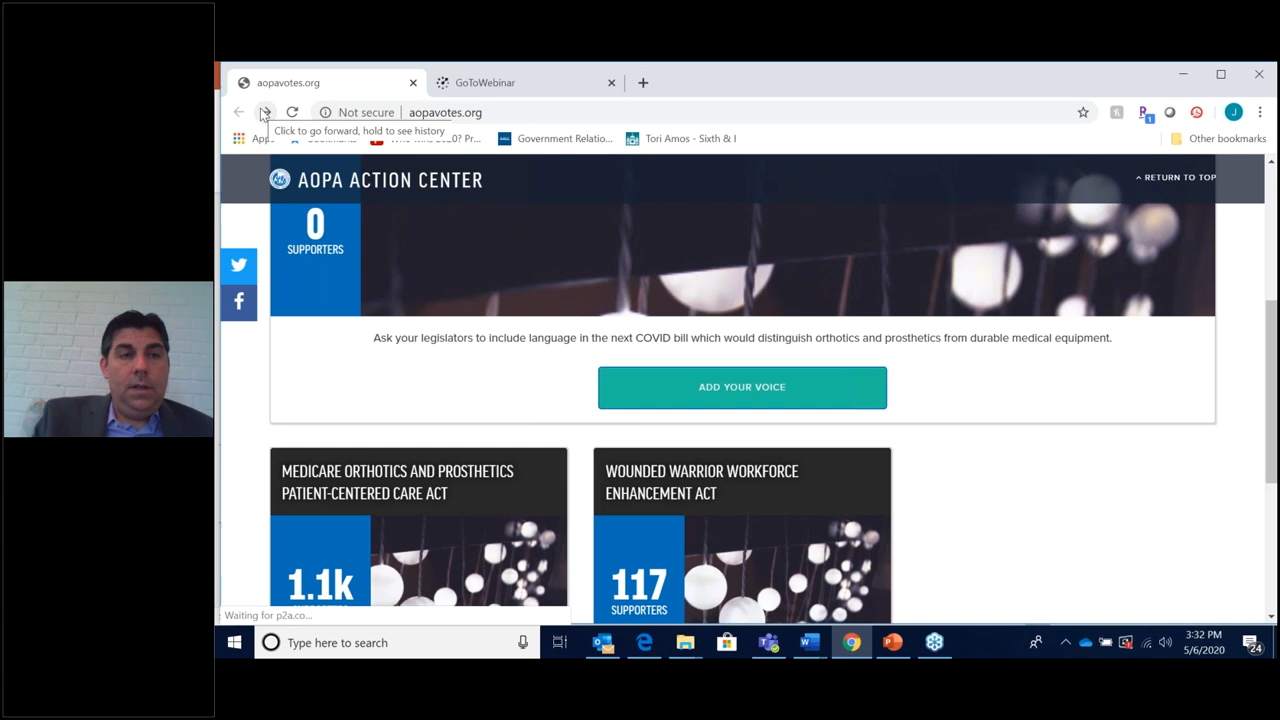 aopavotes.org
GoToWebinar
Not secure
aopavotes.org
Click to go forward, hold to see history
Government Relatio...
Tori Amos - Sixth & I
Other bookmarks
AOPA ACTION CENTER
RETURN TO TOP
0
SUPPORTERS
Ask your legislators to include language in the next COVID bill which would distinguish orthotics and prosthetics from durable medical equipment.
ADD YOUR VOICE
MEDICARE ORTHOTICS AND PROSTHETICS
PATIENT-CENTERED CARE ACT
1.1k
WOUNDED WARRIOR WORKFORCE
ENHANCEMENT ACT
117
SUPPORTERS
Waiting for p2a.co...
Type here to search
3:32 PM
5/6/2020
24